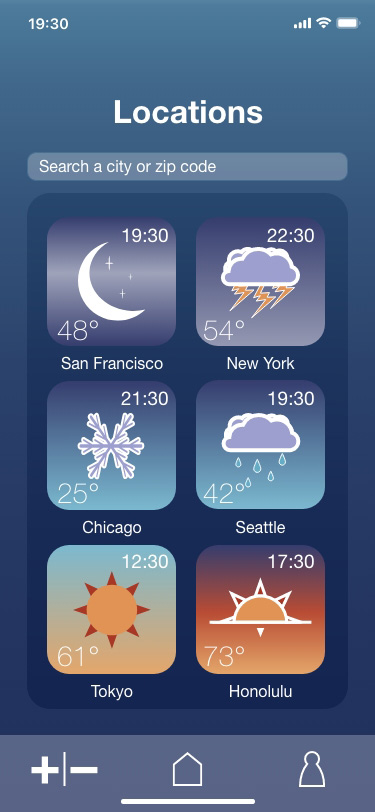 19:30
Locations
Search a city or zip code
19:30
22:30
48°
54°
San Francisco
New York
21:30
19:30
25°
42°
Chicago
Seattle
12:30
17:30
61°
73°
Tokyo
Honolulu